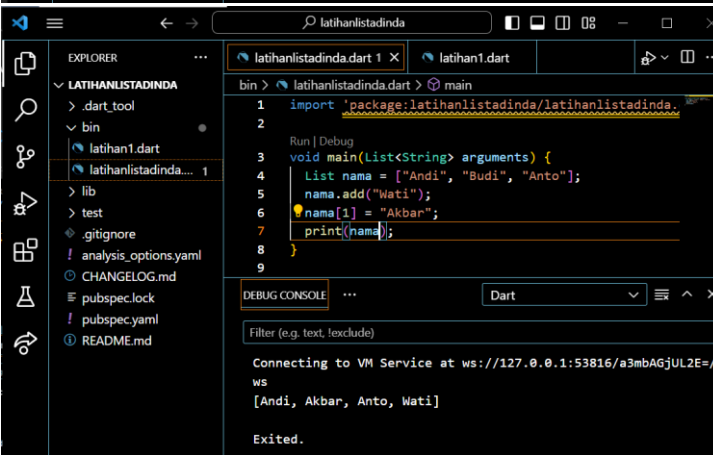 latihanlistadinda
EXPLORER ...
LATIHANLISTADINDA
.dart_tool
bin
latihan1.dart
latihanlistadinda.... 1
lib
test
.gitignore
analysis_options.yaml
CHANGELOG.md
pubspec.lock
pubspec.yaml
README.md
latihanlistadinda.dart 1
latihan1.dart
bin > latihanlistadinda.dart > main
1 import 'package:latihanlistadinda/latihanlistadinda.
2
Run | Debug
3 void main(List<String> arguments) {
4 List nama = ["Andi", "Budi", "Anto"];
5 nama.add("Wati");
6 nama[1] = "Akbar";
7 print(nama);
8 }
9
DEBUG CONSOLE ...
Dart
Filter (e.g. text, !exclude)
Connecting to VM Service at ws://127.0.0.1:53816/a3mbAGjUL2E=/
ws
[Andi, Akbar, Anto, Wati]
Exited.